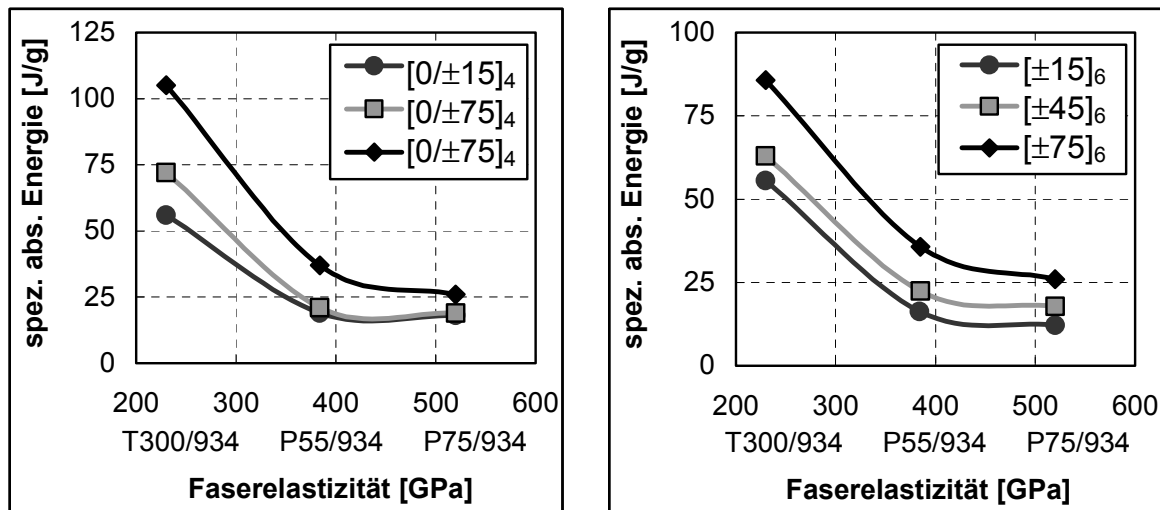 spez. abs. Energie [J/g]
125
100
75
50
25
0
[0/±15]₄
[0/±75]₄
[0/±75]₄
200 300 400 500 600
T300/934 P55/934 P75/934
Faserelastizität [GPa]
spez. abs. Energie [J/g]
100
75
50
25
0
[±15]₆
[±45]₆
[±75]₆
200 300 400 500 600
T300/934 P55/934 P75/934
Faserelastizität [GPa]